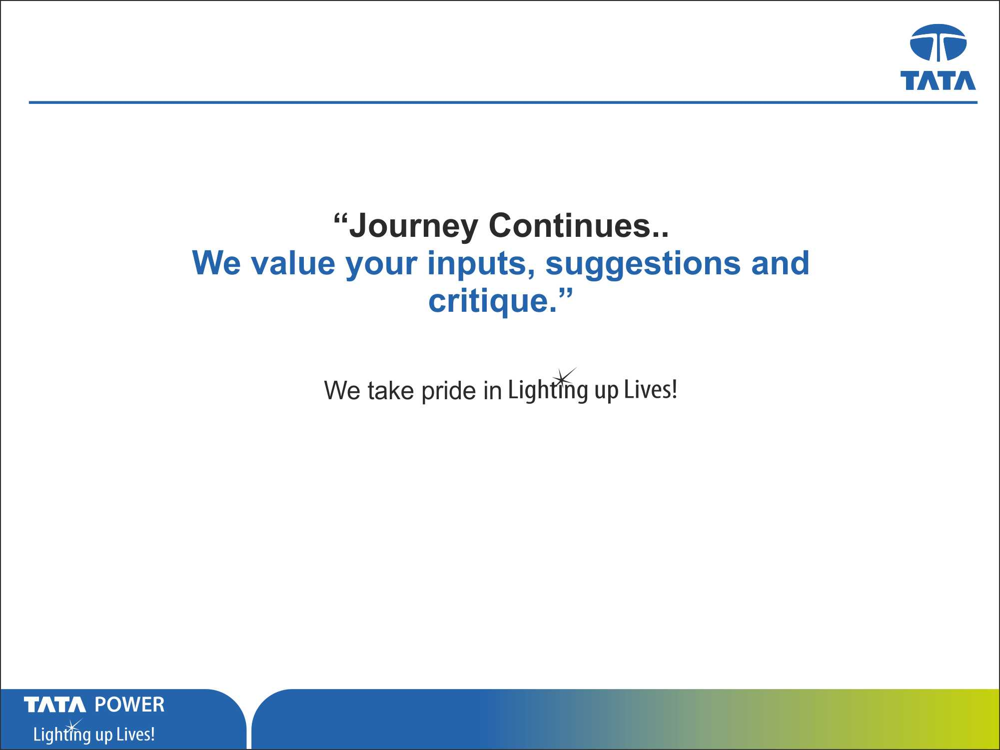 TATA
“Journey Continues..
We value your inputs, suggestions and
critique.”
We take pride in Lighting up Lives!
TATA POWER
Lighting up Lives!